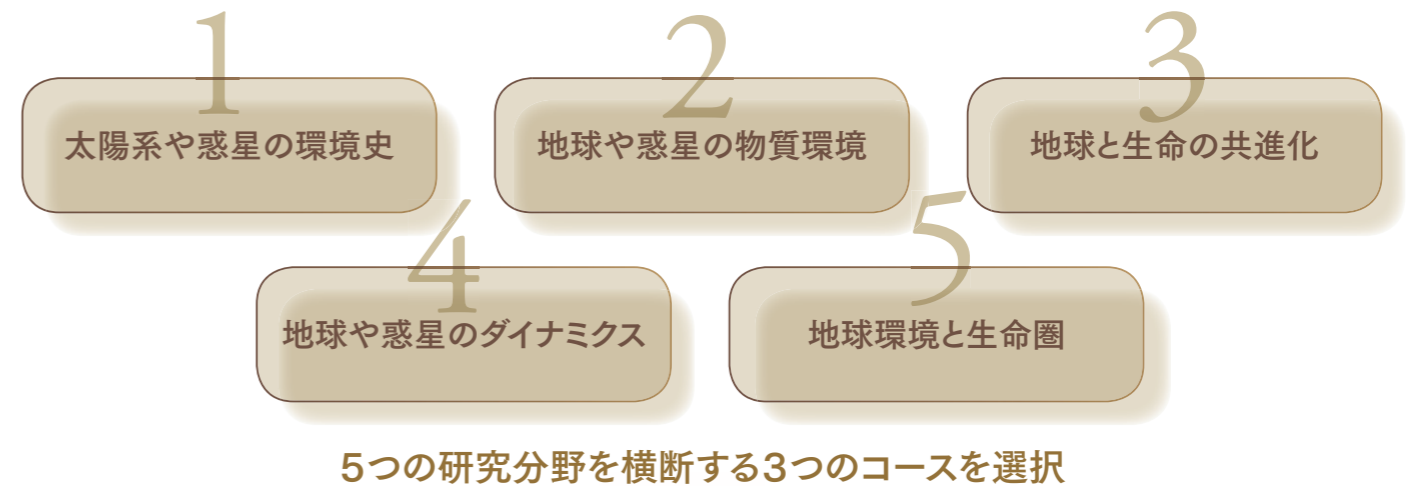 1
太陽系や惑星の環境史
2
地球や惑星の物質環境
3
地球と生命の共進化
4
地球や惑星のダイナミクス
5
地球環境と生命圏
5つの研究分野を横断する3つのコースを選択